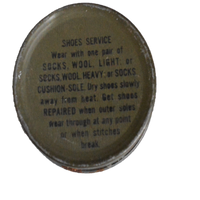 SHOES SERVICE
Wear with one pair of
SOCKS, WOOL, LIGHT, or
SOCKS, WOOL, HEAVY, or SOCKS
CUSHION-SOLE. Dry shoes slowly
away from heat. Get shoes
REPAIRED when outer soles
wear through at any point
or when stitches
break.